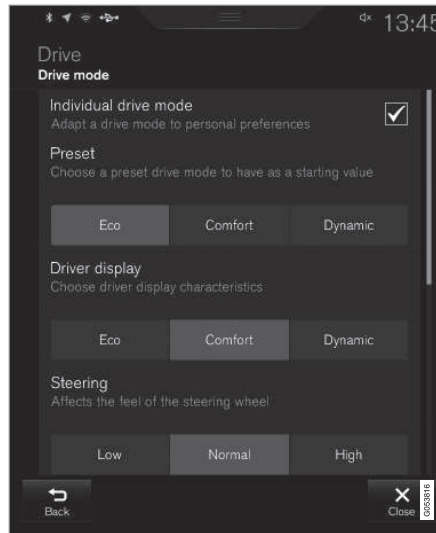 13:45
Drive
Drive mode
Individual drive mode
Adapt a drive mode to personal preferences
Preset
Choose a preset drive mode to have as a starting value
Eco Comfort Dynamic
Driver display
Choose driver display characteristics
Eco Comfort Dynamic
Steering
Affects the feel of the steering wheel
Low Normal High
Back Close
G053816